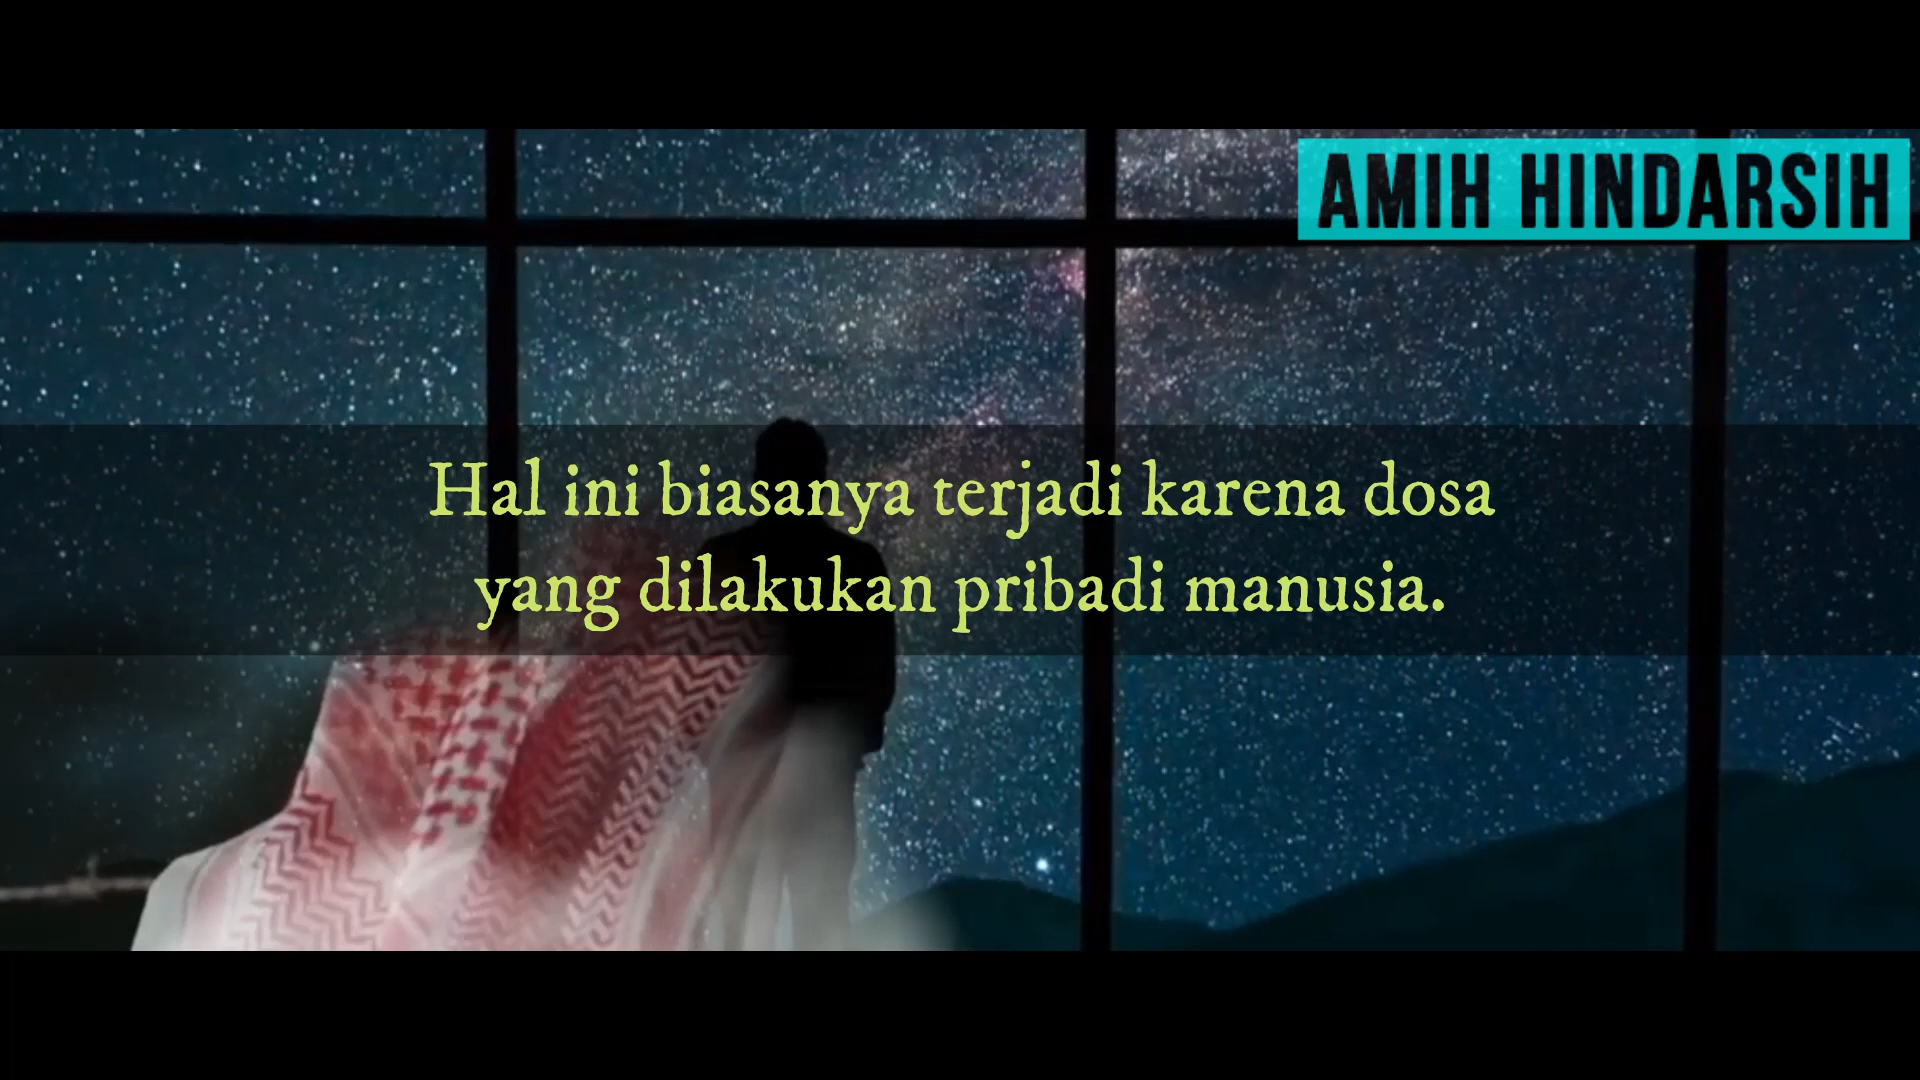 AMIH HINDARSIH
Hal ini biasanya terjadi karena dosa
yang dilakukan pribadi manusia.